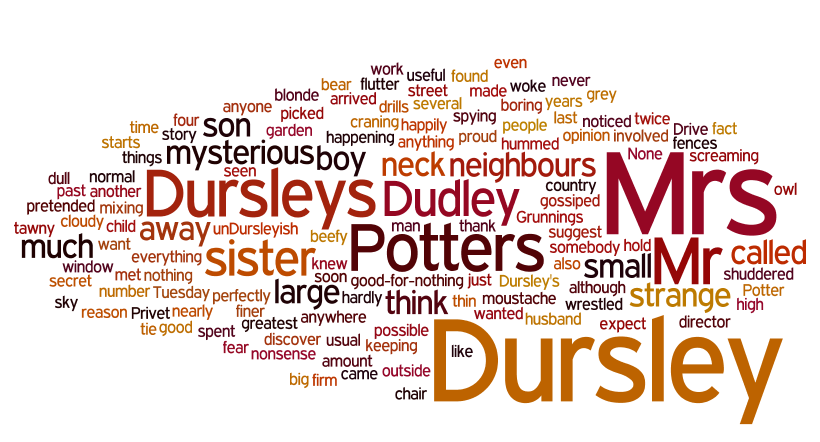 even
work useful found
bear flutter street made woke never
blonde arrived drills several boring years grey
anyone picked craning happily spying people last noticed twice
time four son garden happening anything proud hummed opinion involved Drive fact
starts story mysterious boy neck neighbours None fences screaming
things seen
dull normal Dursleys Dudley country Mrs owl
past another gossiped
pretended mixing Grunnings
tawny cloudy child away unDursleyish man thank suggest
much want beefy Potters somebody hold Mr called
window everything sister knew also small shuddered
secret met nothing soon good-for-nothing just Dursley's although Potter
number Tuesday perfectly large hardly think thin moustache wrestled strange high
sky reason Privet nearly finer anywhere wanted husband
tie good spent greatest possible expect director
fear discover usual keeping like Dursley
nonsense amount
big firm came outside
chair